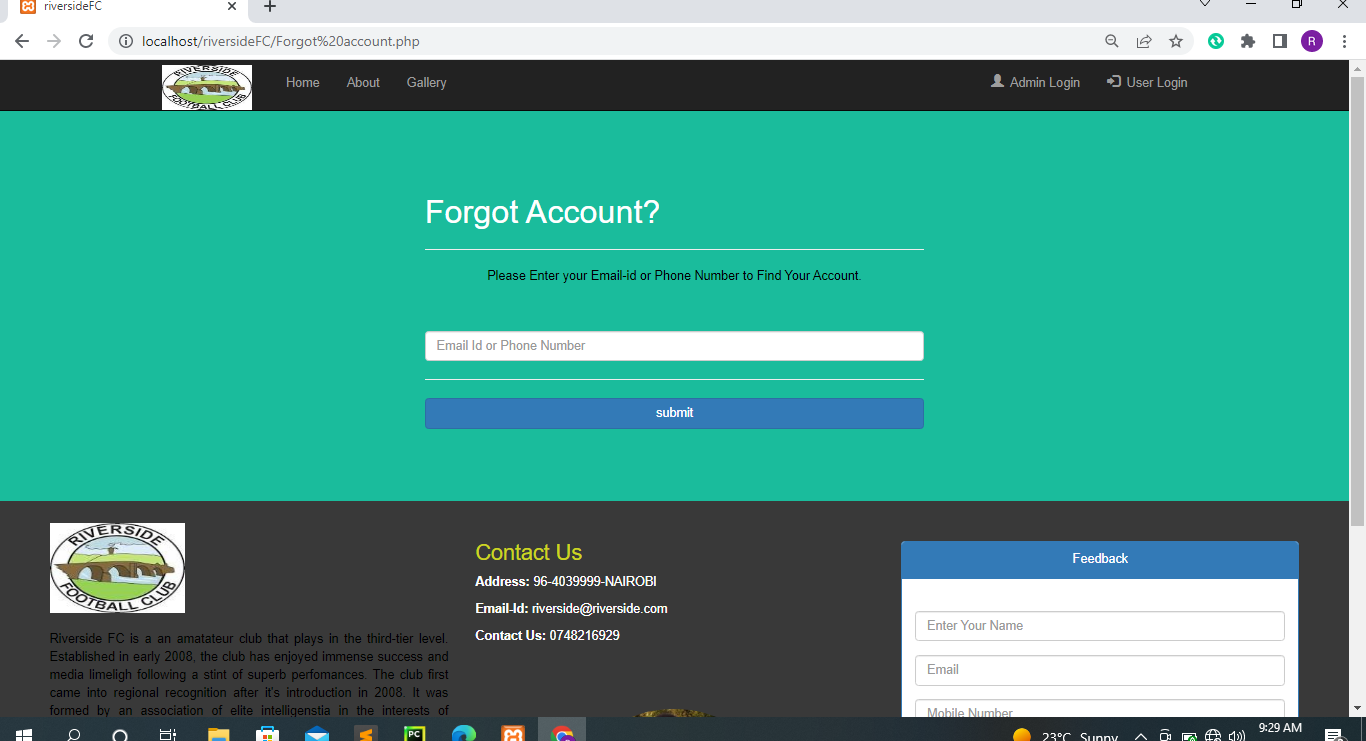 riversideFC
localhost/riversideFC/Forgot%20account.php
R
RIVERSIDE
FOOTBALL CLUB
Home
About
Gallery
Admin Login
User Login
Forgot Account?
Please Enter your Email-id or Phone Number to Find Your Account.
Email Id or Phone Number
submit
RIVERSIDE
FOOTBALL CLUB
Riverside FC is a an amatateur club that plays in the third-tier level.
Established in early 2008, the club has enjoyed immense success and
media limeligh following a stint of superb perfomances. The club first
came into regional recognition after it's introduction in 2008. It was
formed by an association of elite intelligenstia in the interests of
Contact Us
Address: 96-4039999-NAIROBI
Email-Id: riverside@riverside.com
Contact Us: 0748216929
Feedback
Enter Your Name
Email
Mobile Number
PC
23°C Sunny
9:29 AM